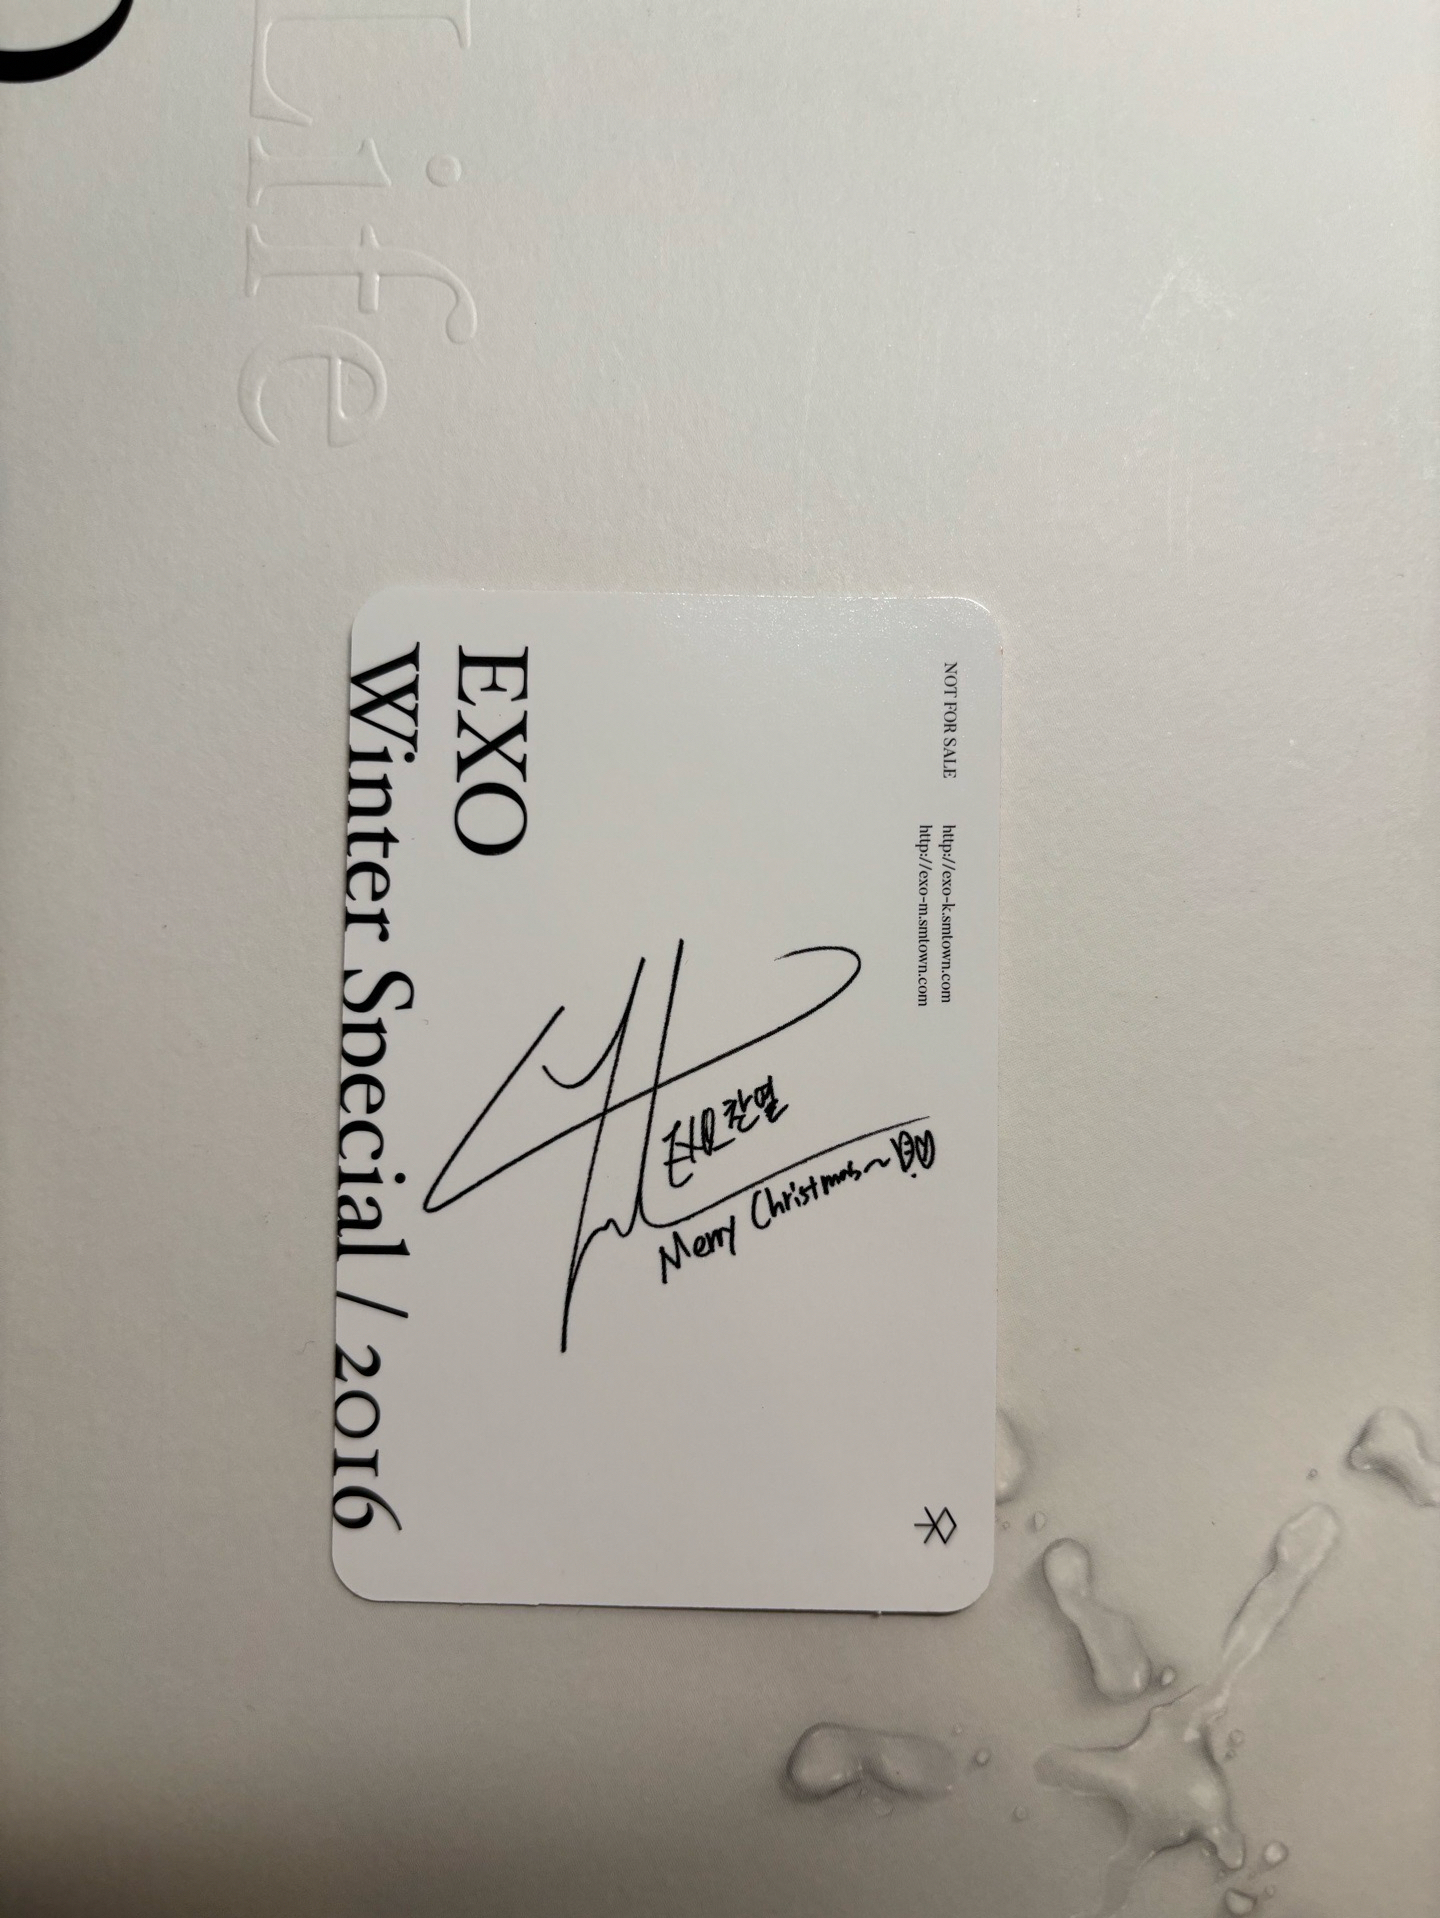 Life
NOT FOR SALE
http://exo-k.smtown.com
http://exo-m.smtown.com
EXO 찬열
Merry Christmas~
EXO
Winter Special / 2016